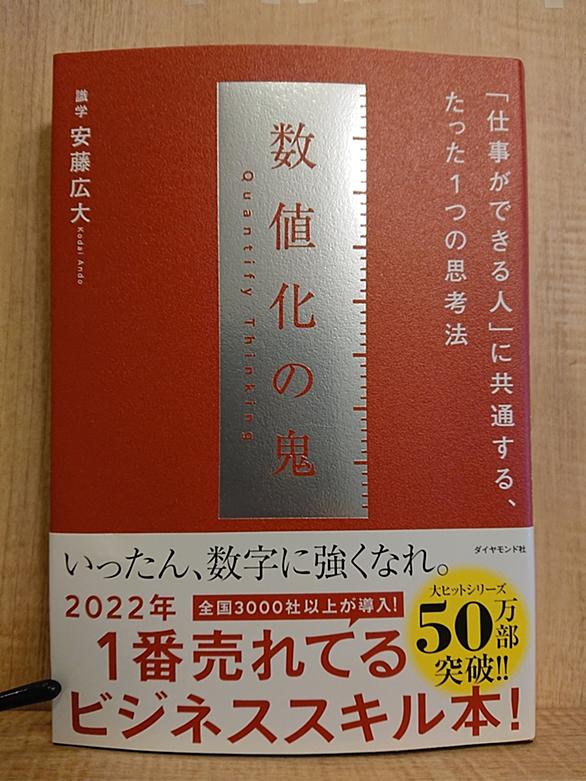 「仕事ができる人」に共通する、
たった1つの思考法
数値化の鬼
Quantify Thinking
識学 安藤広大 Kodai Ando
ダイヤモンド社
いったん、数字に強くなれ。
2022年 全国3000社以上が導入!
1番売れてる
ビジネススキル本!
大ヒットシリーズ
50万部
突破!!